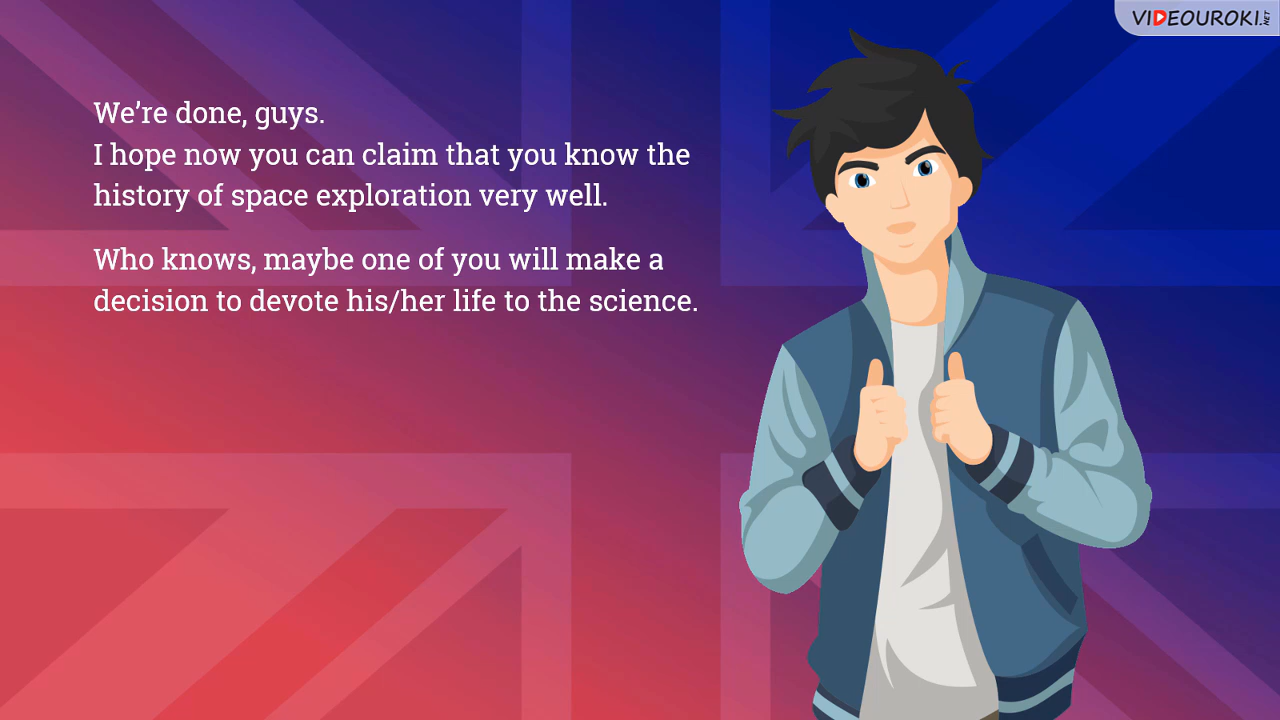 VIDEOUROKI.NET
We’re done, guys.
I hope now you can claim that you know the
history of space exploration very well.
Who knows, maybe one of you will make a
decision to devote his/her life to the science.